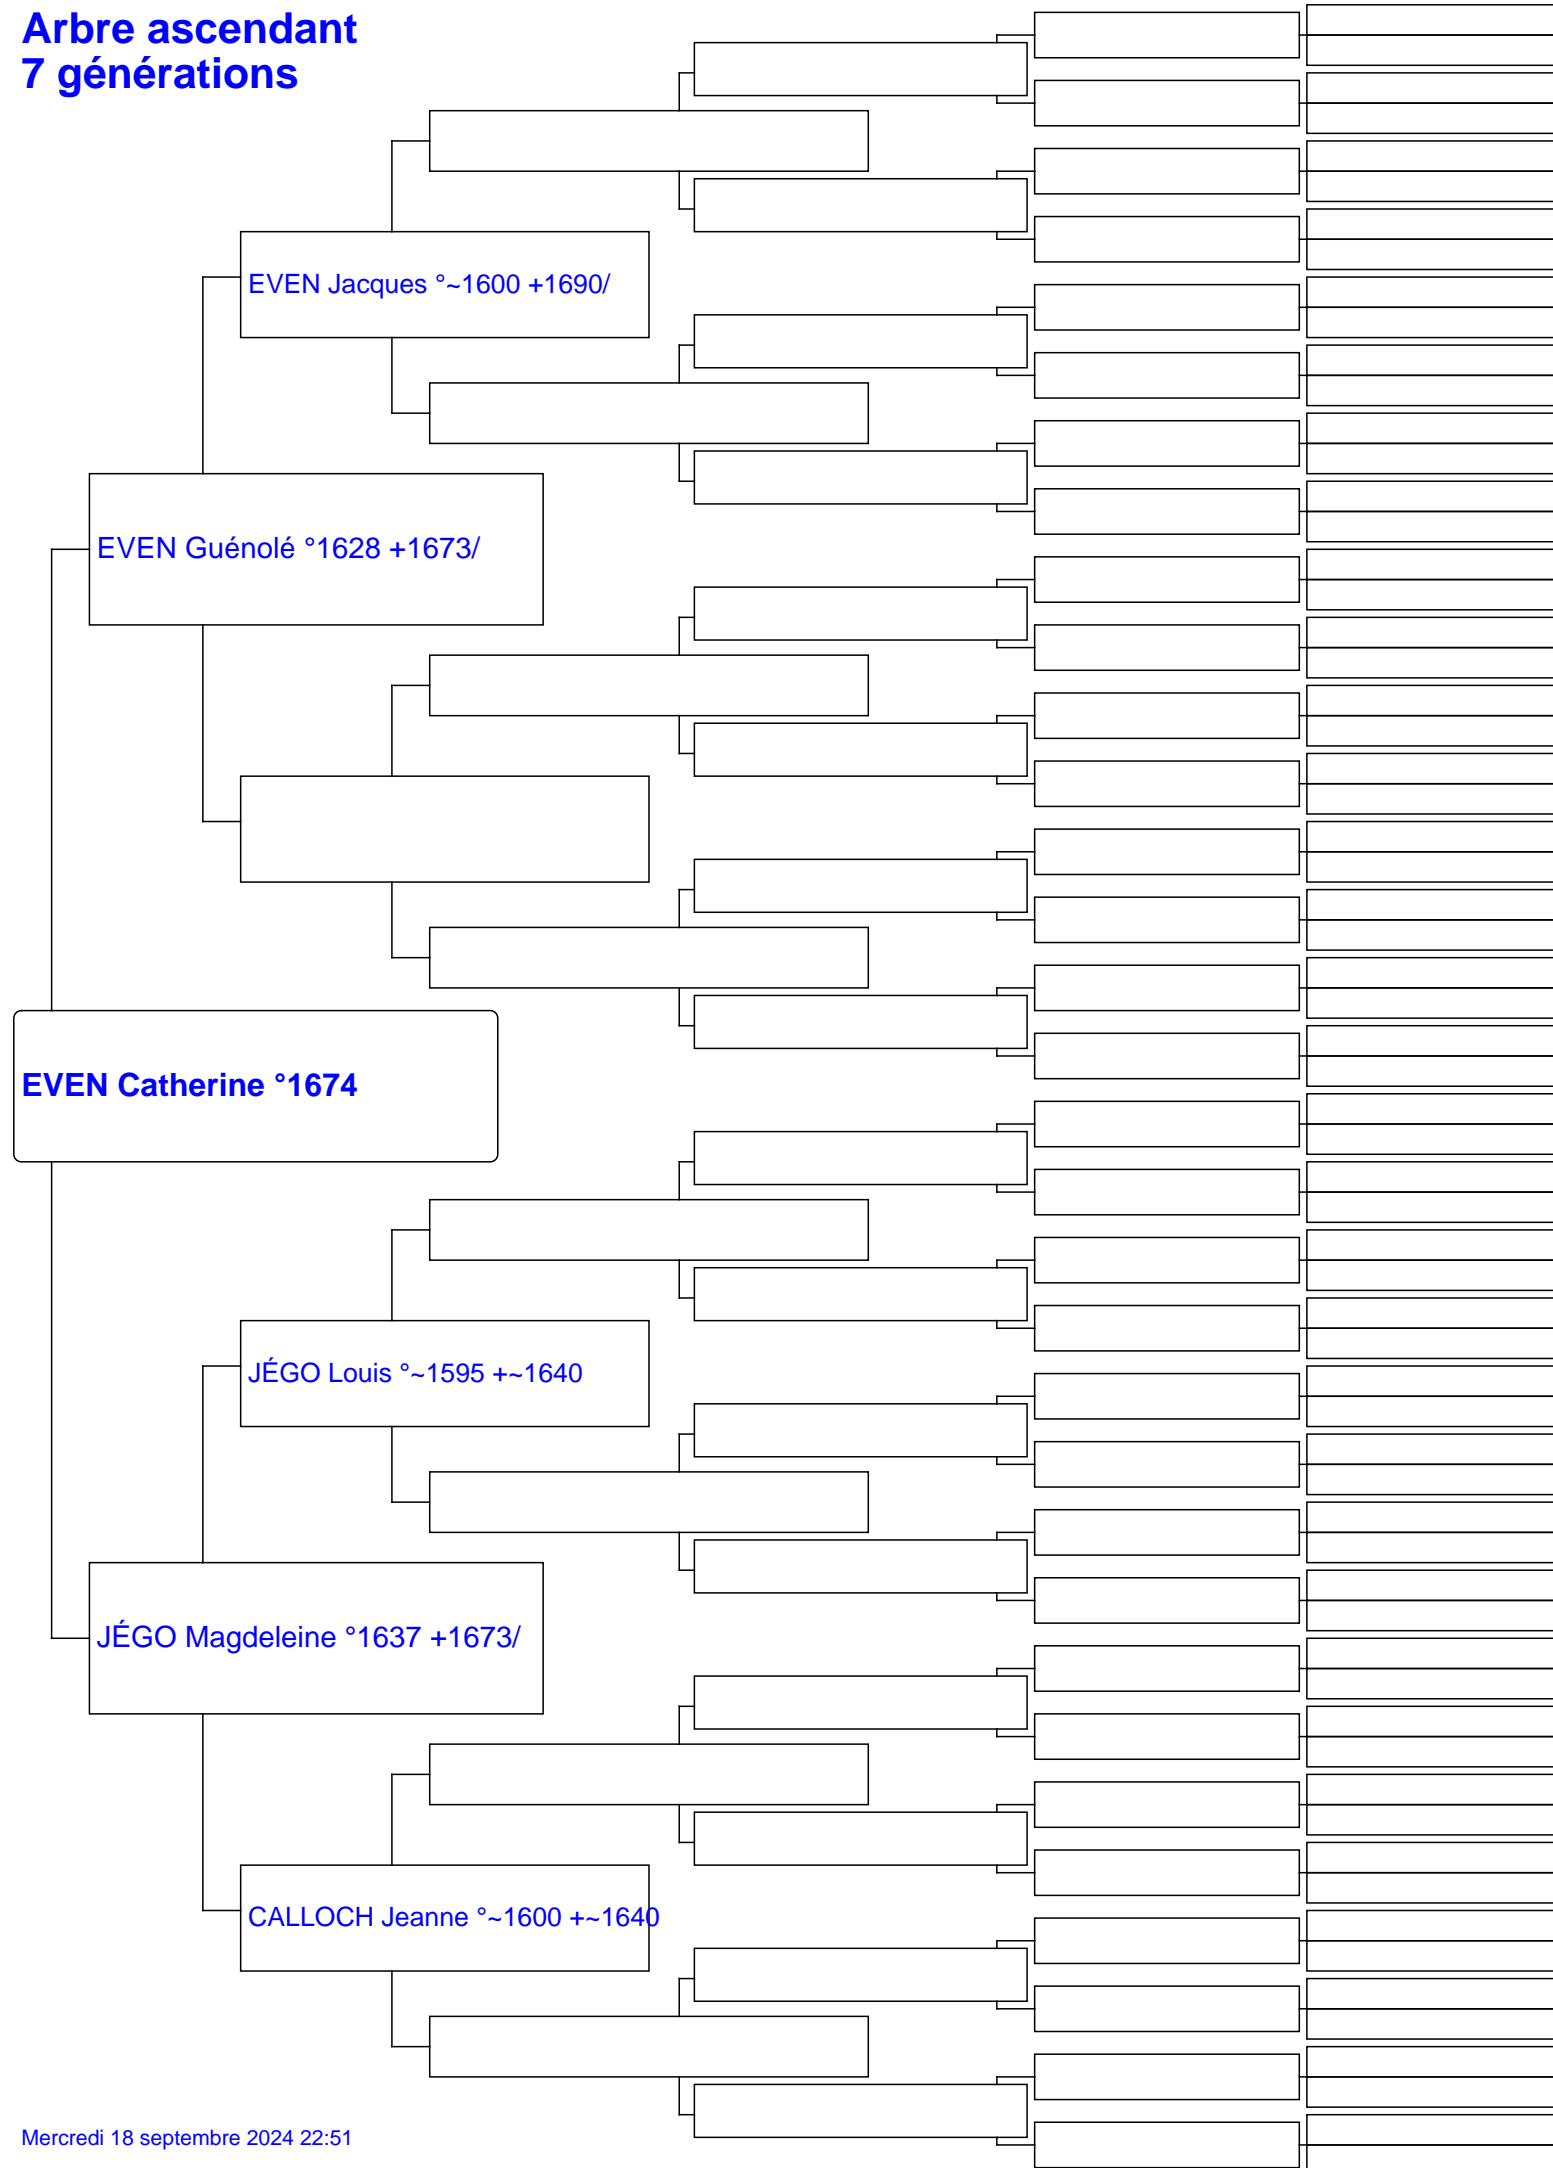 Arbre ascendant
7 générations
EVEN Jacques °~1600 +1690/
EVEN Guénolé °1628 +1673/
EVEN Catherine °1674
JÉGO Louis °~1595 +~1640
JÉGO Magdeleine °1637 +1673/
CALLOCH Jeanne °~1600 +~1640
Mercredi 18 septembre 2024 22:51